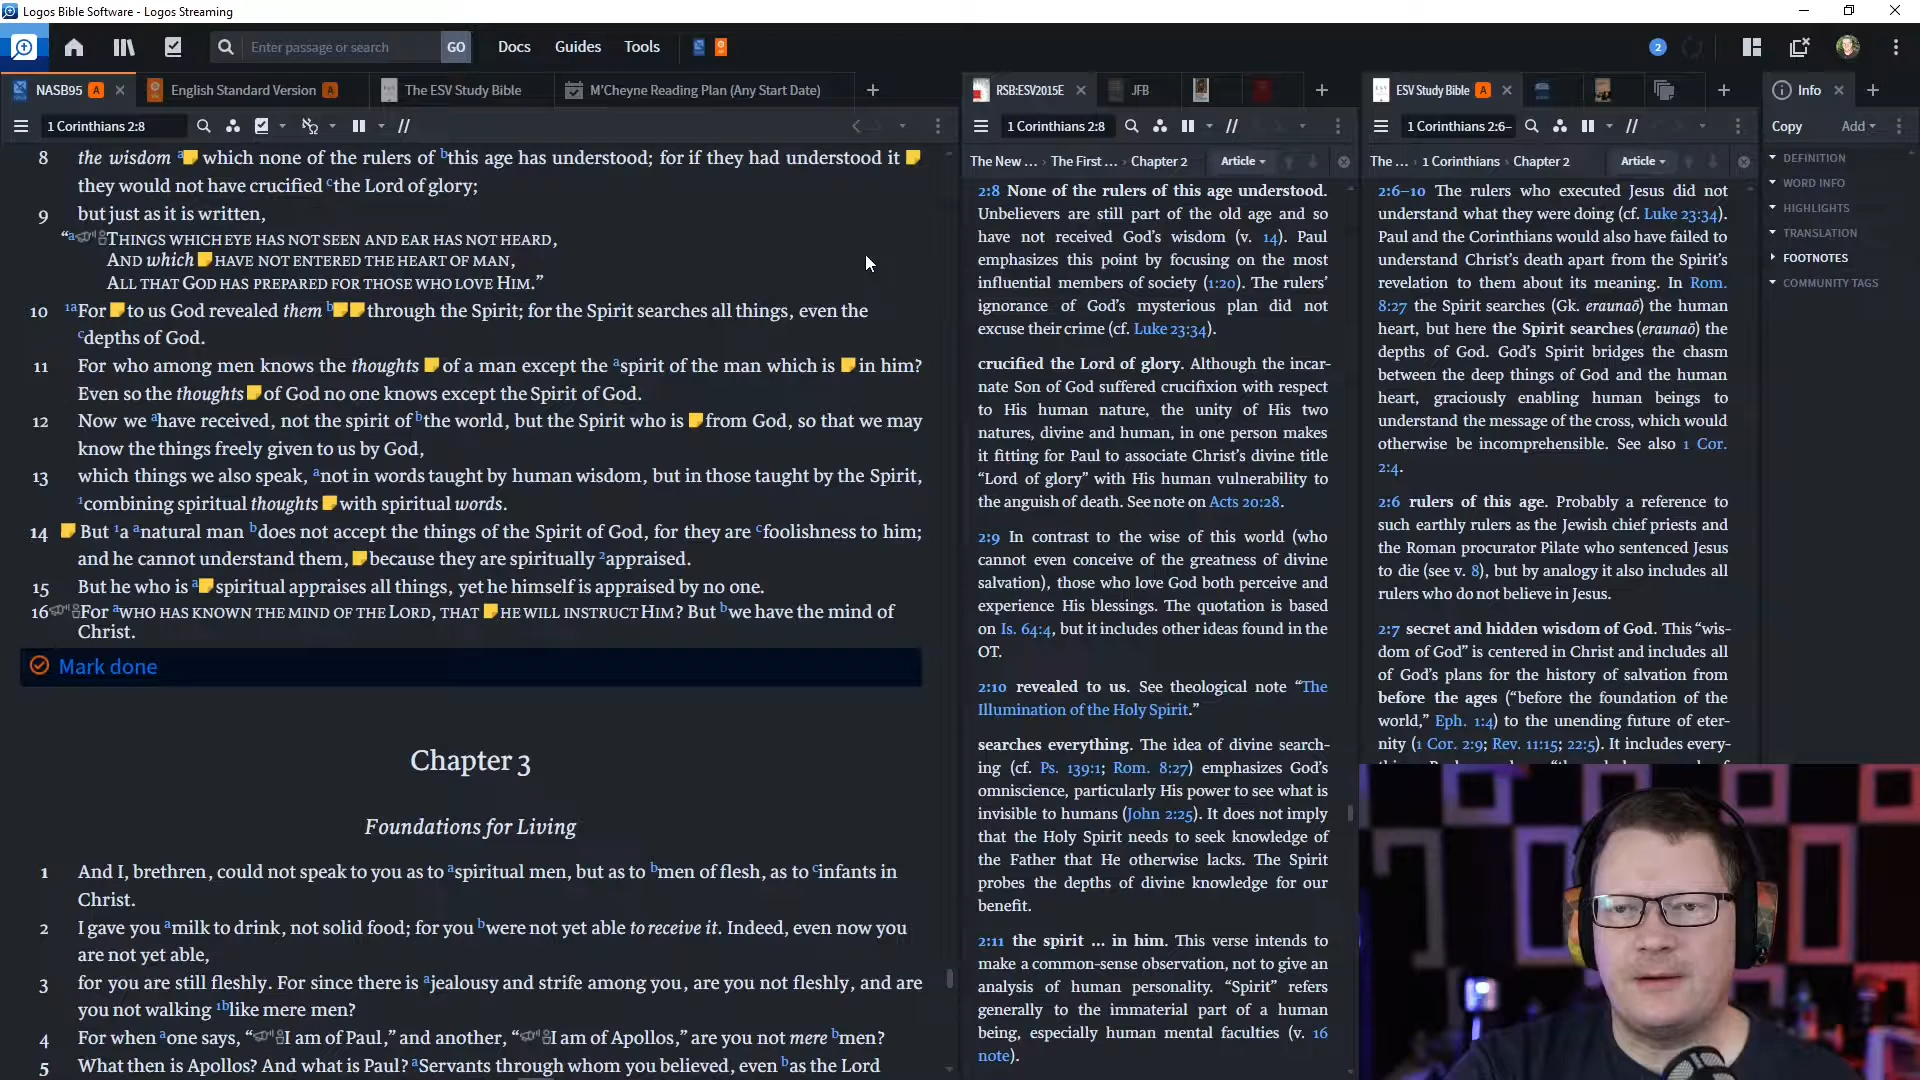 Logos Bible Software - Logos Streaming
Enter passage or search GO Docs Guides Tools 2
NASB95 A English Standard Version A The ESV Study Bible M'Cheyne Reading Plan (Any Start Date)
1 Corinthians 2:8
8 the wisdom a which none of the rulers of bthis age has understood; for if they had understood it
they would not have crucified cthe Lord of glory;
9 but just as it is written,
“aTHINGS WHICH EYE HAS NOT SEEN AND EAR HAS NOT HEARD,
AND which HAVE NOT ENTERED THE HEART OF MAN,
ALL THAT GOD HAS PREPARED FOR THOSE WHO LOVE HIM.”
10 1aFor to us God revealed them b through the Spirit; for the Spirit searches all things, even the
cdepths of God.
11 For who among men knows the thoughts of a man except the aspirit of the man which is in him?
Even so the thoughts of God no one knows except the Spirit of God.
12 Now we ahave received, not the spirit of bthe world, but the Spirit who is from God, so that we may
know the things freely given to us by God,
13 which things we also speak, anot in words taught by human wisdom, but in those taught by the Spirit,
1combining spiritual thoughts with spiritual words.
14 But 1a anatural man bdoes not accept the things of the Spirit of God, for they are cfoolishness to him;
and he cannot understand them, because they are spiritually 2appraised.
15 But he who is aspiritual appraises all things, yet he himself is appraised by no one.
16 For aWHO HAS KNOWN THE MIND OF THE LORD, THAT HE WILL INSTRUCT HIM? But bwe have the mind of
Christ.
Mark done
Chapter 3
Foundations for Living
1 And I, brethren, could not speak to you as to aspiritual men, but as to bmen of flesh, as to cinfants in
Christ.
2 I gave you amilk to drink, not solid food; for you bwere not yet able to receive it. Indeed, even now you
are not yet able,
3 for you are still fleshly. For since there is ajealousy and strife among you, are you not fleshly, and are
you not walking 1blike mere men?
4 For when aone says, “I am of Paul,” and another, “I am of Apollos,” are you not mere bmen?
5 What then is Apollos? And what is Paul? aServants through whom you believed, even bas the Lord
RSB:ESV2015E JFB
1 Corinthians 2:8
The New ... The First ... Chapter 2 Article
2:8 None of the rulers of this age understood.
Unbelievers are still part of the old age and so
have not received God’s wisdom (v. 14). Paul
emphasizes this point by focusing on the most
influential members of society (1:20). The rulers’
ignorance of God’s mysterious plan did not
excuse their crime (cf. Luke 23:34).
crucified the Lord of glory. Although the incar-
nate Son of God suffered crucifixion with respect
to His human nature, the unity of His two
natures, divine and human, in one person makes
it fitting for Paul to associate Christ’s divine title
“Lord of glory” with His human vulnerability to
the anguish of death. See note on Acts 20:28.
2:9 In contrast to the wise of this world (who
cannot even conceive of the greatness of divine
salvation), those who love God both perceive and
experience His blessings. The quotation is based
on Is. 64:4, but it includes other ideas found in the
OT.
2:10 revealed to us. See theological note “The
Illumination of the Holy Spirit.”
searches everything. The idea of divine search-
ing (cf. Ps. 139:1; Rom. 8:27) emphasizes God’s
omniscience, particularly His power to see what is
invisible to humans (John 2:25). It does not imply
that the Holy Spirit needs to seek knowledge of
the Father that He otherwise lacks. The Spirit
probes the depths of divine knowledge for our
benefit.
2:11 the spirit ... in him. This verse intends to
make a common-sense observation, not to give an
analysis of human personality. “Spirit” refers
generally to the immaterial part of a human
being, especially human mental faculties (v. 16
note).
ESV Study Bible A
1 Corinthians 2:6–
The ... 1 Corinthians Chapter 2 Article
2:6–10 The rulers who executed Jesus did not
understand what they were doing (cf. Luke 23:34).
Paul and the Corinthians would also have failed to
understand Christ’s death apart from the Spirit’s
revelation to them about its meaning. In Rom.
8:27 the Spirit searches (Gk. eraunaō) the human
heart, but here the Spirit searches (eraunaō) the
depths of God. God’s Spirit bridges the chasm
between the deep things of God and the human
heart, graciously enabling human beings to
understand the message of the cross, which would
otherwise be incomprehensible. See also 1 Cor.
2:4.
2:6 rulers of this age. Probably a reference to
such earthly rulers as the Jewish chief priests and
the Roman procurator Pilate who sentenced Jesus
to die (see v. 8), but by analogy it also includes all
rulers who do not believe in Jesus.
2:7 secret and hidden wisdom of God. This “wis-
dom of God” is centered in Christ and includes all
of God’s plans for the history of salvation from
before the ages (“before the foundation of the
world,” Eph. 1:4) to the unending future of eter-
nity (1 Cor. 2:9; Rev. 11:15; 22:5). It includes every-
Info
Copy Add
DEFINITION
WORD INFO
HIGHLIGHTS
TRANSLATION
FOOTNOTES
COMMUNITY TAGS